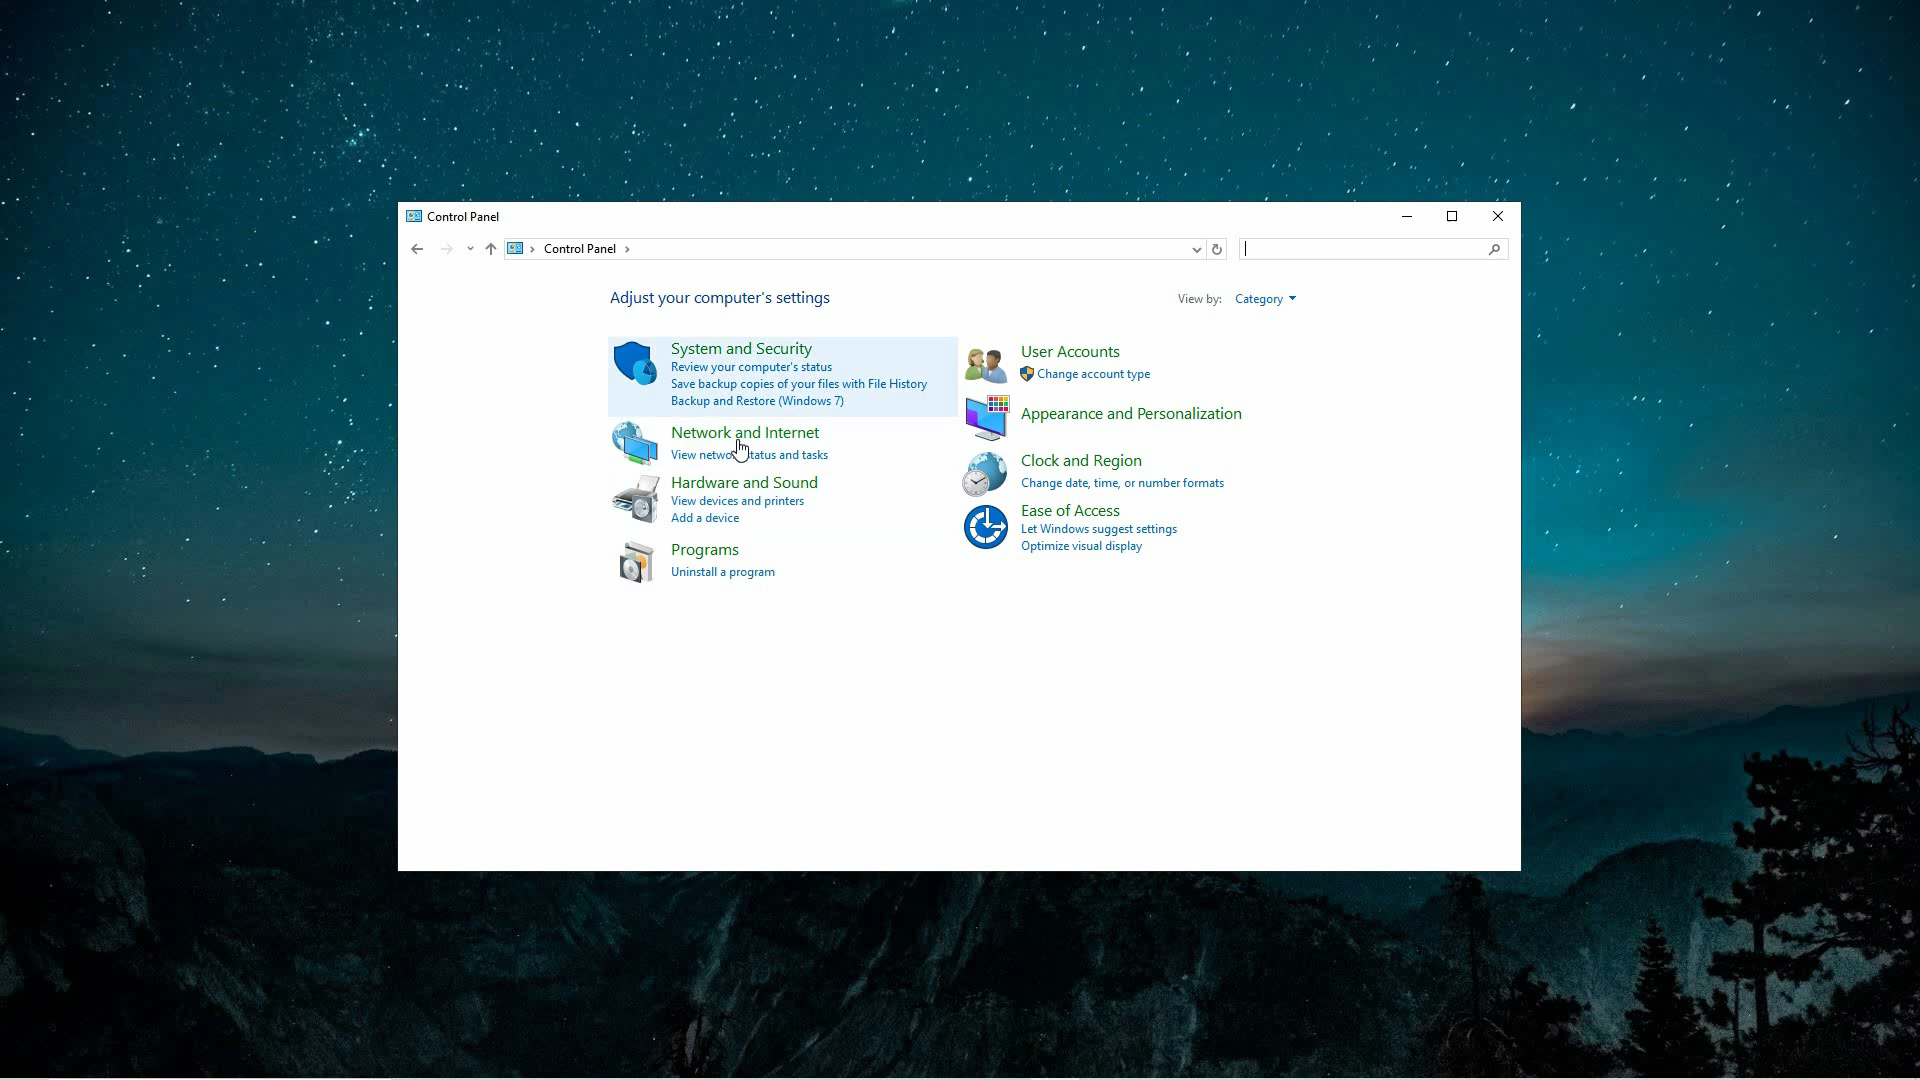 Control Panel
Control Panel
Adjust your computer's settings
View by: Category
System and Security
Review your computer's status
Save backup copies of your files with File History
Backup and Restore (Windows 7)
Network and Internet
View network status and tasks
Hardware and Sound
View devices and printers
Add a device
Programs
Uninstall a program
User Accounts
Change account type
Appearance and Personalization
Clock and Region
Change date, time, or number formats
Ease of Access
Let Windows suggest settings
Optimize visual display